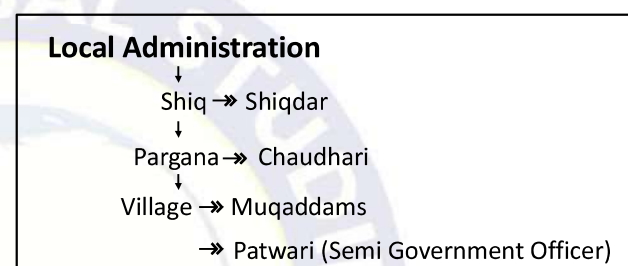 Local Administration
↓
Shiq ↠ Shiqdar
↓
Pargana ↠ Chaudhari
↓
Village ↠ Muqaddams
↠ Patwari (Semi Government Officer)